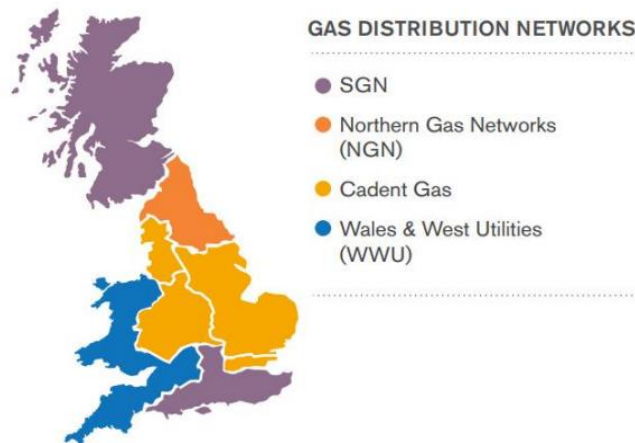 GAS DISTRIBUTION NETWORKS
SGN
Northern Gas Networks
(NGN)
Cadent Gas
Wales & West Utilities
(WWU)